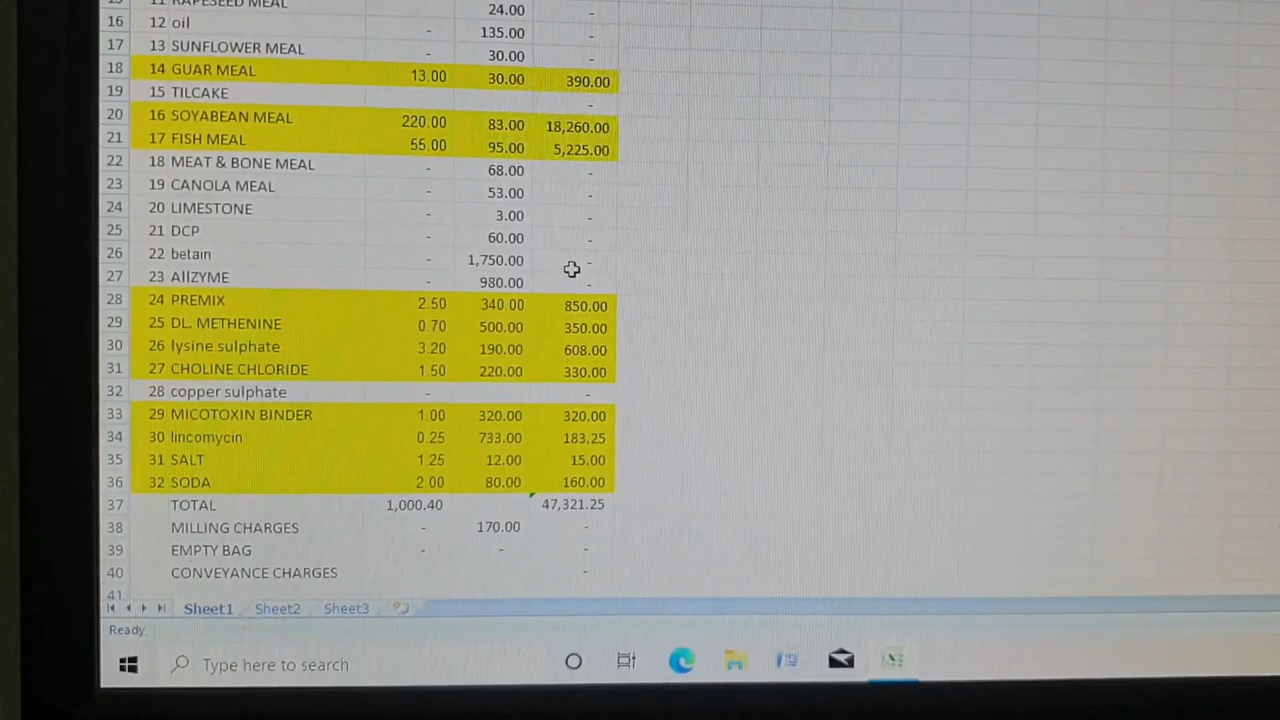 11 RAPESEED MEAL 24.00 -
16 12 oil - 135.00 -
17 13 SUNFLOWER MEAL - 30.00 -
18 14 GUAR MEAL 13.00 30.00 390.00
19 15 TILCAKE -
20 16 SOYABEAN MEAL 220.00 83.00 18,260.00
21 17 FISH MEAL 55.00 95.00 5,225.00
22 18 MEAT & BONE MEAL - 68.00 -
23 19 CANOLA MEAL - 53.00 -
24 20 LIMESTONE - 3.00 -
25 21 DCP - 60.00 -
26 22 betain - 1,750.00 -
27 23 AllZYME - 980.00 -
28 24 PREMIX 2.50 340.00 850.00
29 25 DL. METHENINE 0.70 500.00 350.00
30 26 lysine sulphate 3.20 190.00 608.00
31 27 CHOLINE CHLORIDE 1.50 220.00 330.00
32 28 copper sulphate - -
33 29 MICOTOXIN BINDER 1.00 320.00 320.00
34 30 lincomycin 0.25 733.00 183.25
35 31 SALT 1.25 12.00 15.00
36 32 SODA 2.00 80.00 160.00
37 TOTAL 1,000.40 47,321.25
38 MILLING CHARGES - 170.00 -
39 EMPTY BAG - - -
40 CONVEYANCE CHARGES -
41
Sheet1 Sheet2 Sheet3
Ready
Type here to search